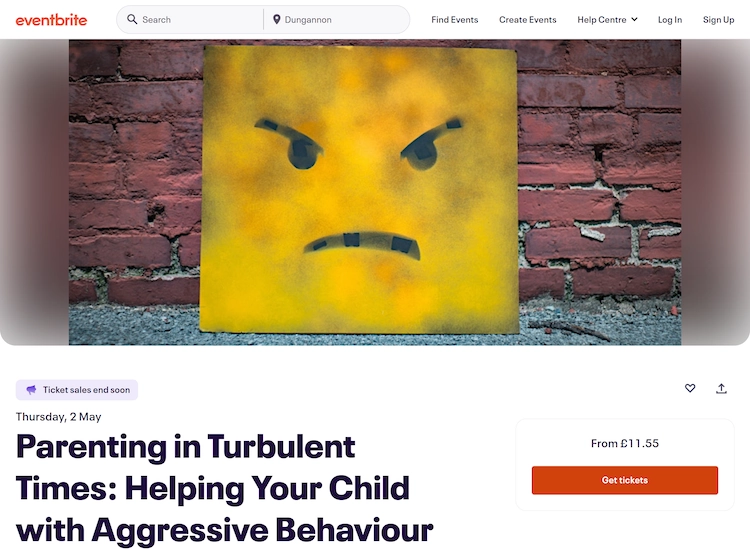 eventbrite
Search
Dungannon
Find Events
Create Events
Help Centre
Log In
Sign Up
Ticket sales end soon
Thursday, 2 May
Parenting in Turbulent
Times: Helping Your Child
with Aggressive Behaviour
From £11.55
Get tickets